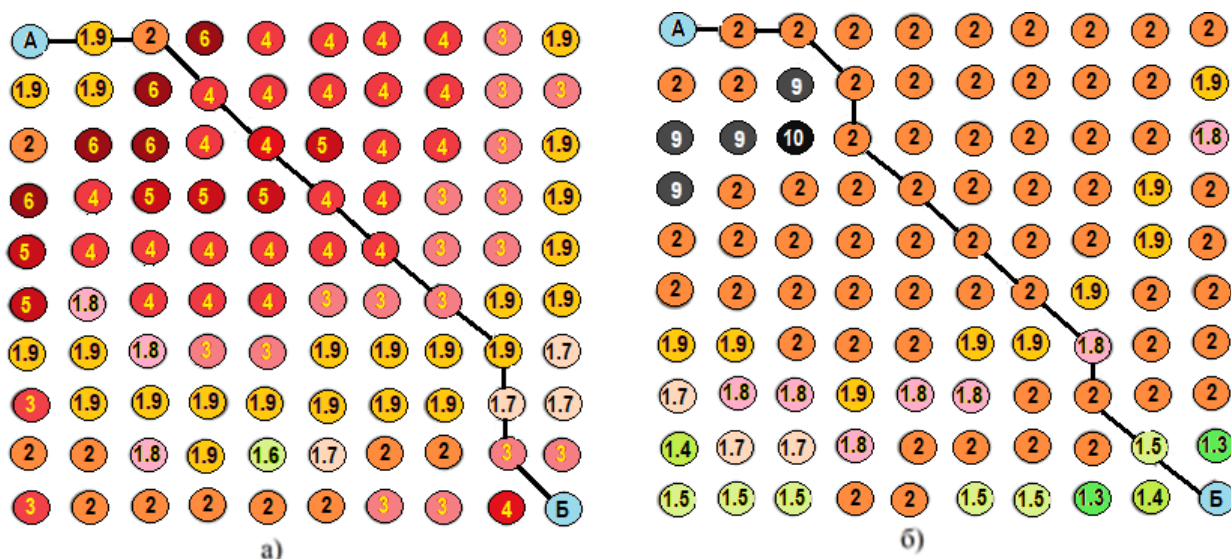 А 1.9 2 6 4 4 4 4 3 1.9
1.9 1.9 6 4 4 4 4 4 3 3
2 6 6 4 4 5 4 4 3 1.9
6 4 5 5 5 4 4 3 3 1.9
5 4 4 4 4 4 4 3 3 1.9
5 1.8 4 4 4 3 3 3 1.9 1.9
1.9 1.9 1.8 3 3 1.9 1.9 1.9 1.9 1.7
3 1.9 1.9 1.9 1.9 1.9 1.9 1.9 1.7 1.7
2 2 1.8 1.9 1.6 1.7 2 2 3 3
3 2 2 2 2 2 3 3 4 Б
а)
А 2 2 2 2 2 2 2 2 2
2 2 9 2 2 2 2 2 2 1.9
9 9 10 2 2 2 2 2 2 1.8
9 2 2 2 2 2 2 2 1.9 2
2 2 2 2 2 2 2 2 1.9 2
2 2 2 2 2 2 2 1.9 2 2
1.9 1.9 2 2 2 1.9 1.9 1.8 2 2
1.7 1.8 1.8 1.9 1.8 1.8 2 2 2 2
1.4 1.7 1.7 1.8 2 2 2 2 1.5 1.3
1.5 1.5 1.5 2 2 1.5 1.5 1.3 1.4 Б
б)